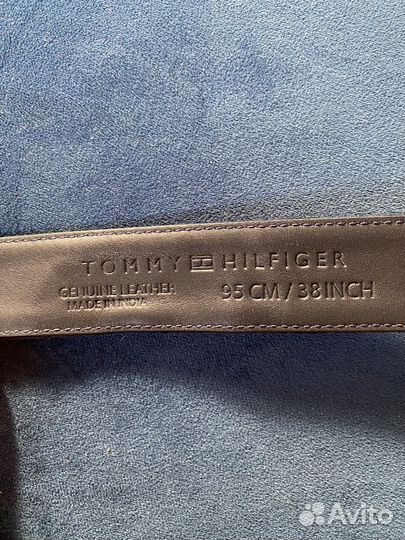 TOMMY HILFIGER
GENUINE LEATHER
MADE IN INDIA
95 CM / 38 INCH
Avito